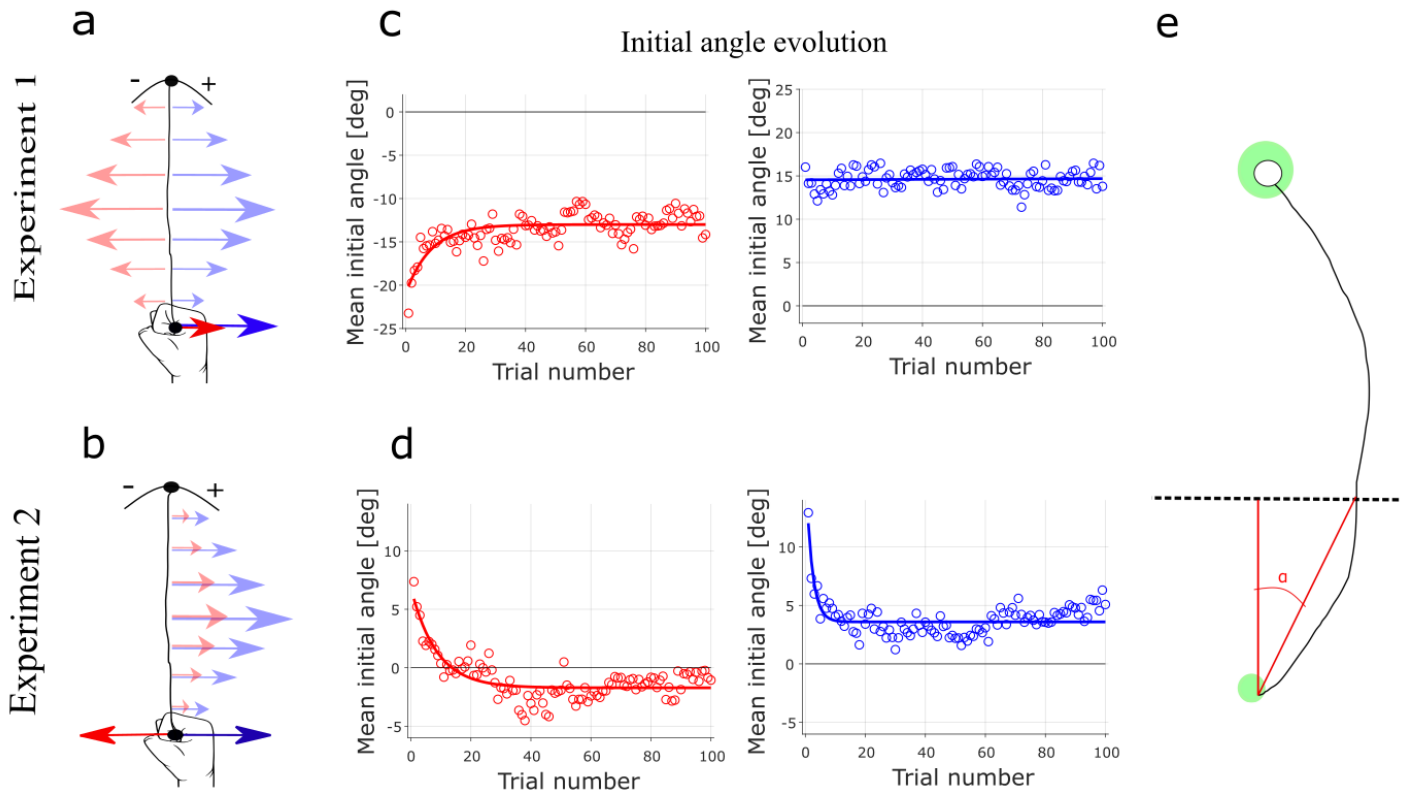 a
c
e
Initial angle evolution
Experiment 1
- +
Mean initial angle [deg]
0
-5
-10
-15
-20
-25
0 20 40 60 80 100
Trial number
Mean initial angle [deg]
25
20
15
10
5
0
0 20 40 60 80 100
Trial number
b
d
Experiment 2
- +
Mean initial angle [deg]
10
5
0
-5
0 20 40 60 80 100
Trial number
Mean initial angle [deg]
10
5
0
-5
0 20 40 60 80 100
Trial number
α